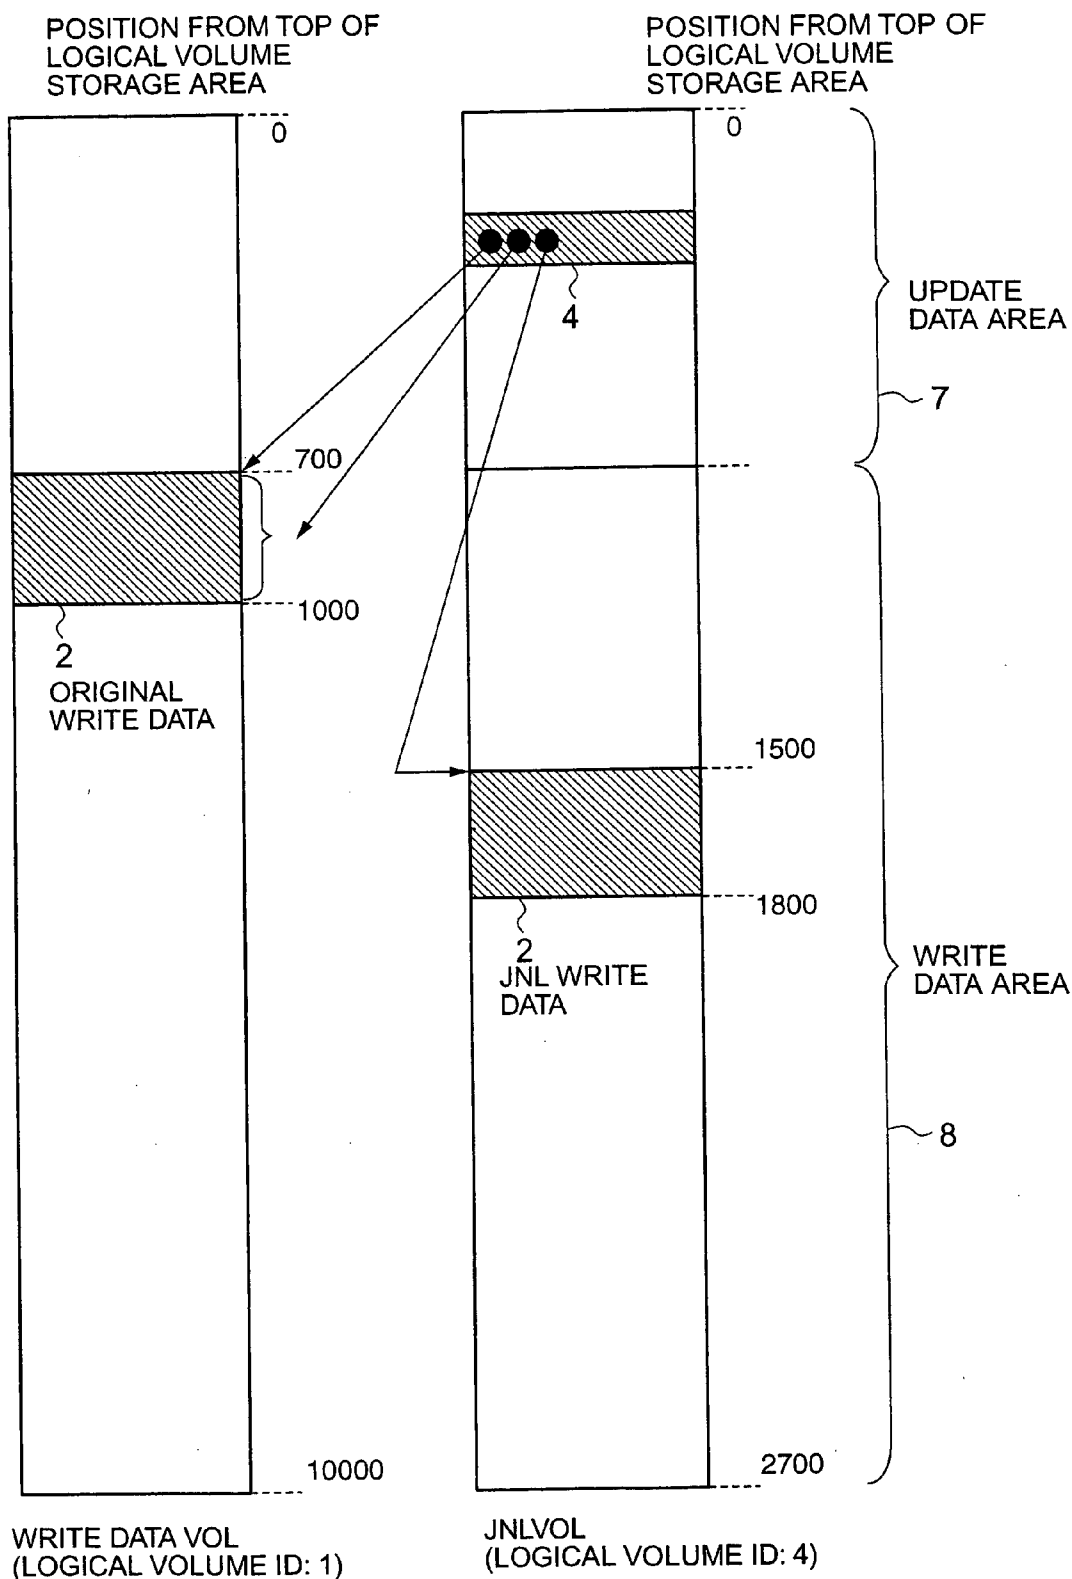 POSITION FROM TOP OF
LOGICAL VOLUME
STORAGE AREA
POSITION FROM TOP OF
LOGICAL VOLUME
STORAGE AREA
0
0
4
UPDATE
DATA AREA
7
700
1000
2
ORIGINAL
WRITE DATA
1500
1800
2
JNL WRITE
DATA
WRITE
DATA AREA
8
10000
2700
WRITE DATA VOL
(LOGICAL VOLUME ID: 1)
JNLVOL
(LOGICAL VOLUME ID: 4)